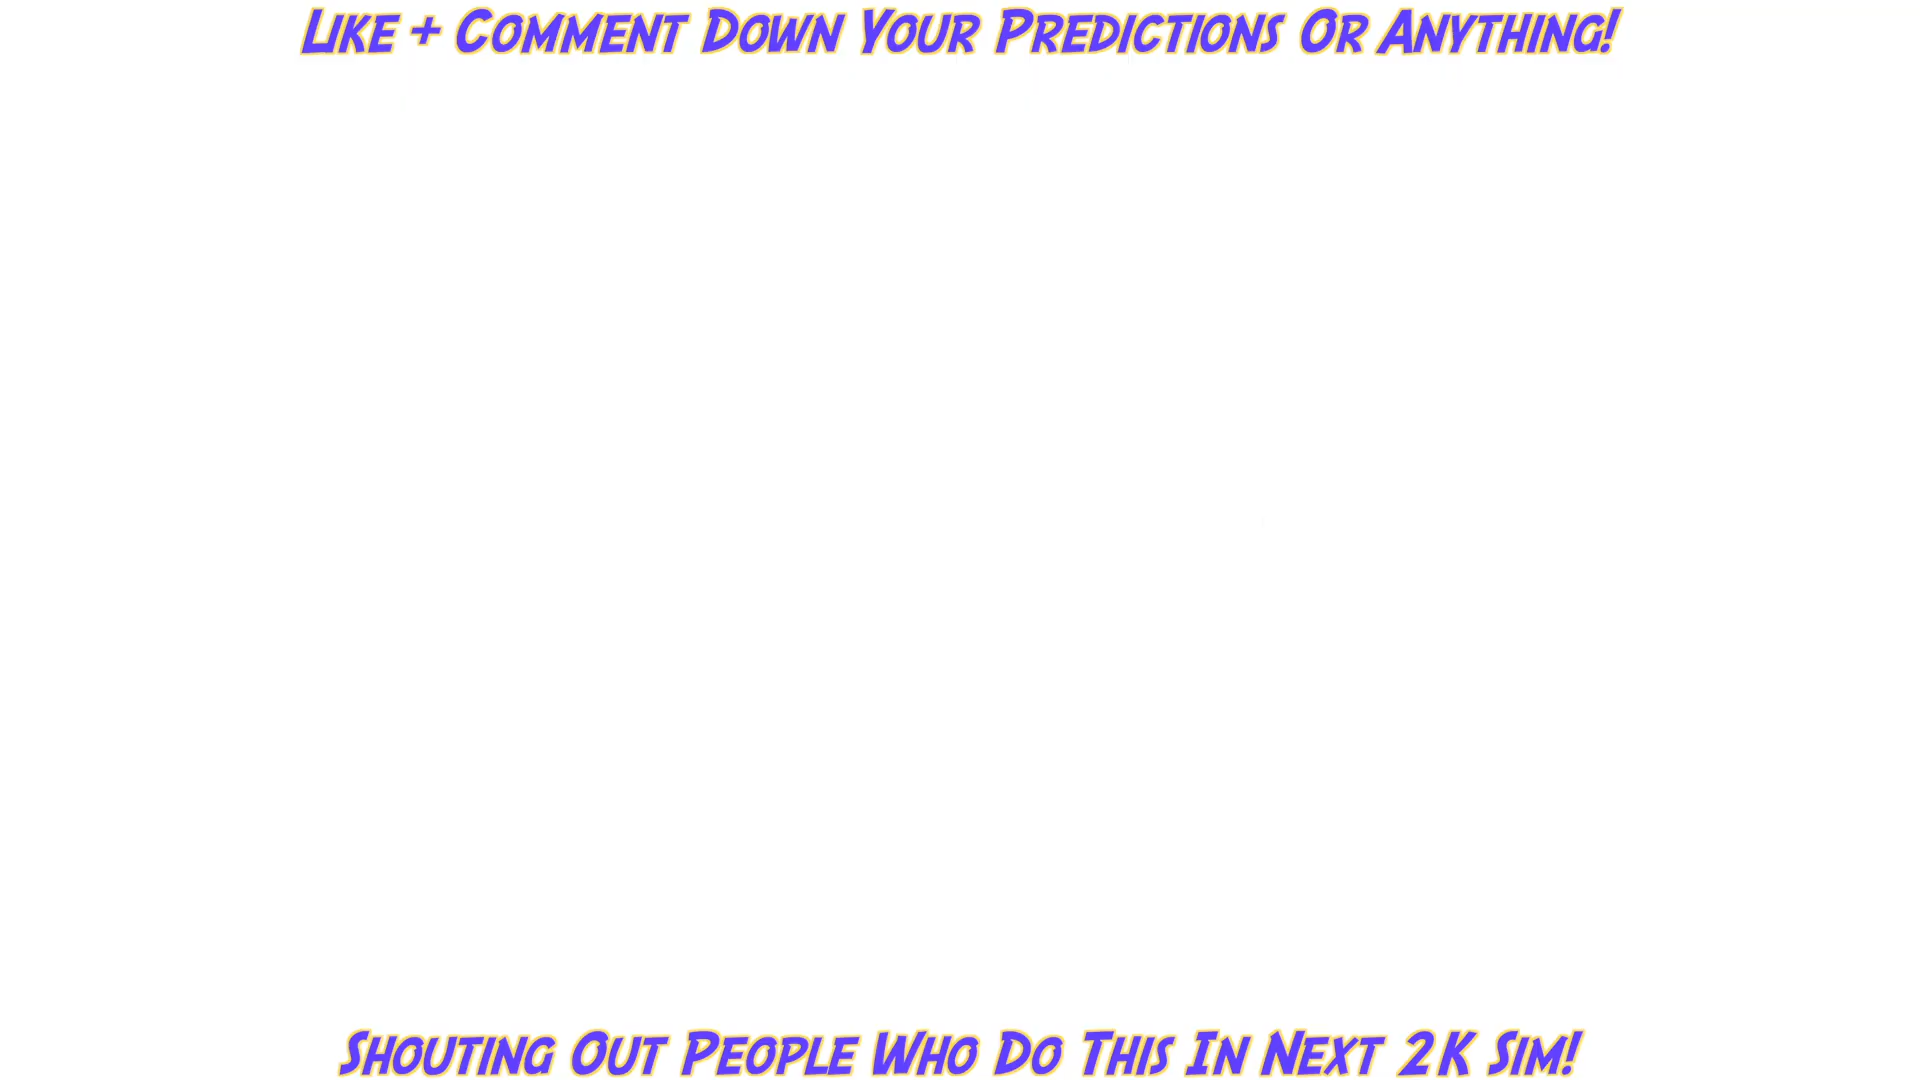 Like + Comment Down Your Predictions Or Anything!
Shouting Out People Who Do This In Next 2K Sim!